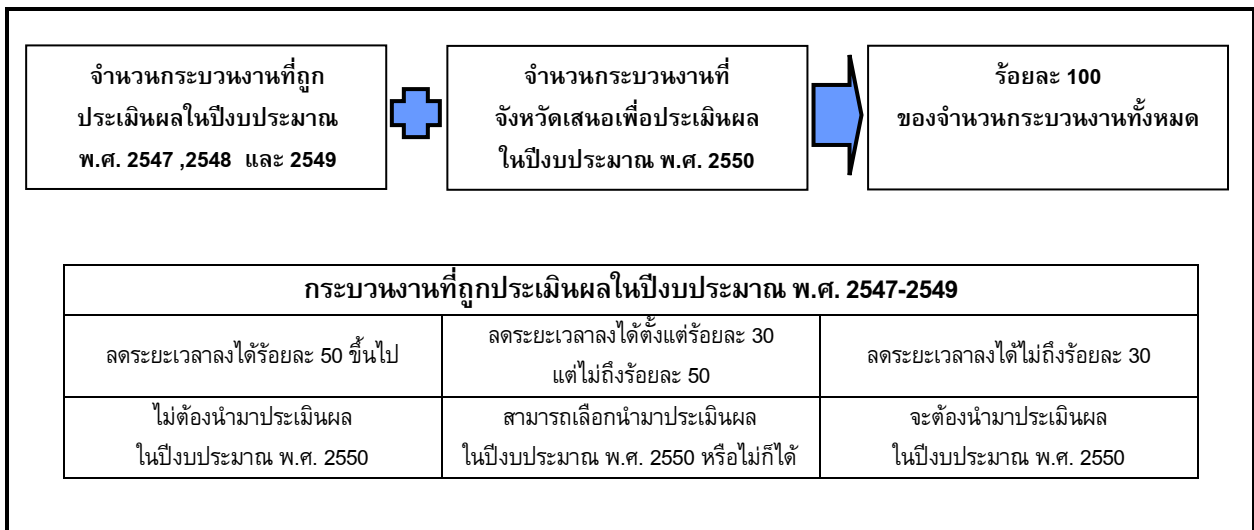 จำนวนกระบวนงานที่ถูก
ประเมินผลในปีงบประมาณ
พ.ศ. 2547 ,2548 และ 2549
จำนวนกระบวนงานที่
จังหวัดเสนอเพื่อประเมินผล
ในปีงบประมาณ พ.ศ. 2550
ร้อยละ 100
ของจำนวนกระบวนงานทั้งหมด
กระบวนงานที่ถูกประเมินผลในปีงบประมาณ พ.ศ. 2547-2549
ลดระยะเวลาลงได้ร้อยละ 50 ขึ้นไป
ลดระยะเวลาลงได้ตั้งแต่ร้อยละ 30
แต่ไม่ถึงร้อยละ 50
ลดระยะเวลาลงได้ไม่ถึงร้อยละ 30
ไม่ต้องนำมาประเมินผล
ในปีงบประมาณ พ.ศ. 2550
สามารถเลือกนำมาประเมินผล
ในปีงบประมาณ พ.ศ. 2550 หรือไม่ก็ได้
จะต้องนำมาประเมินผล
ในปีงบประมาณ พ.ศ. 2550